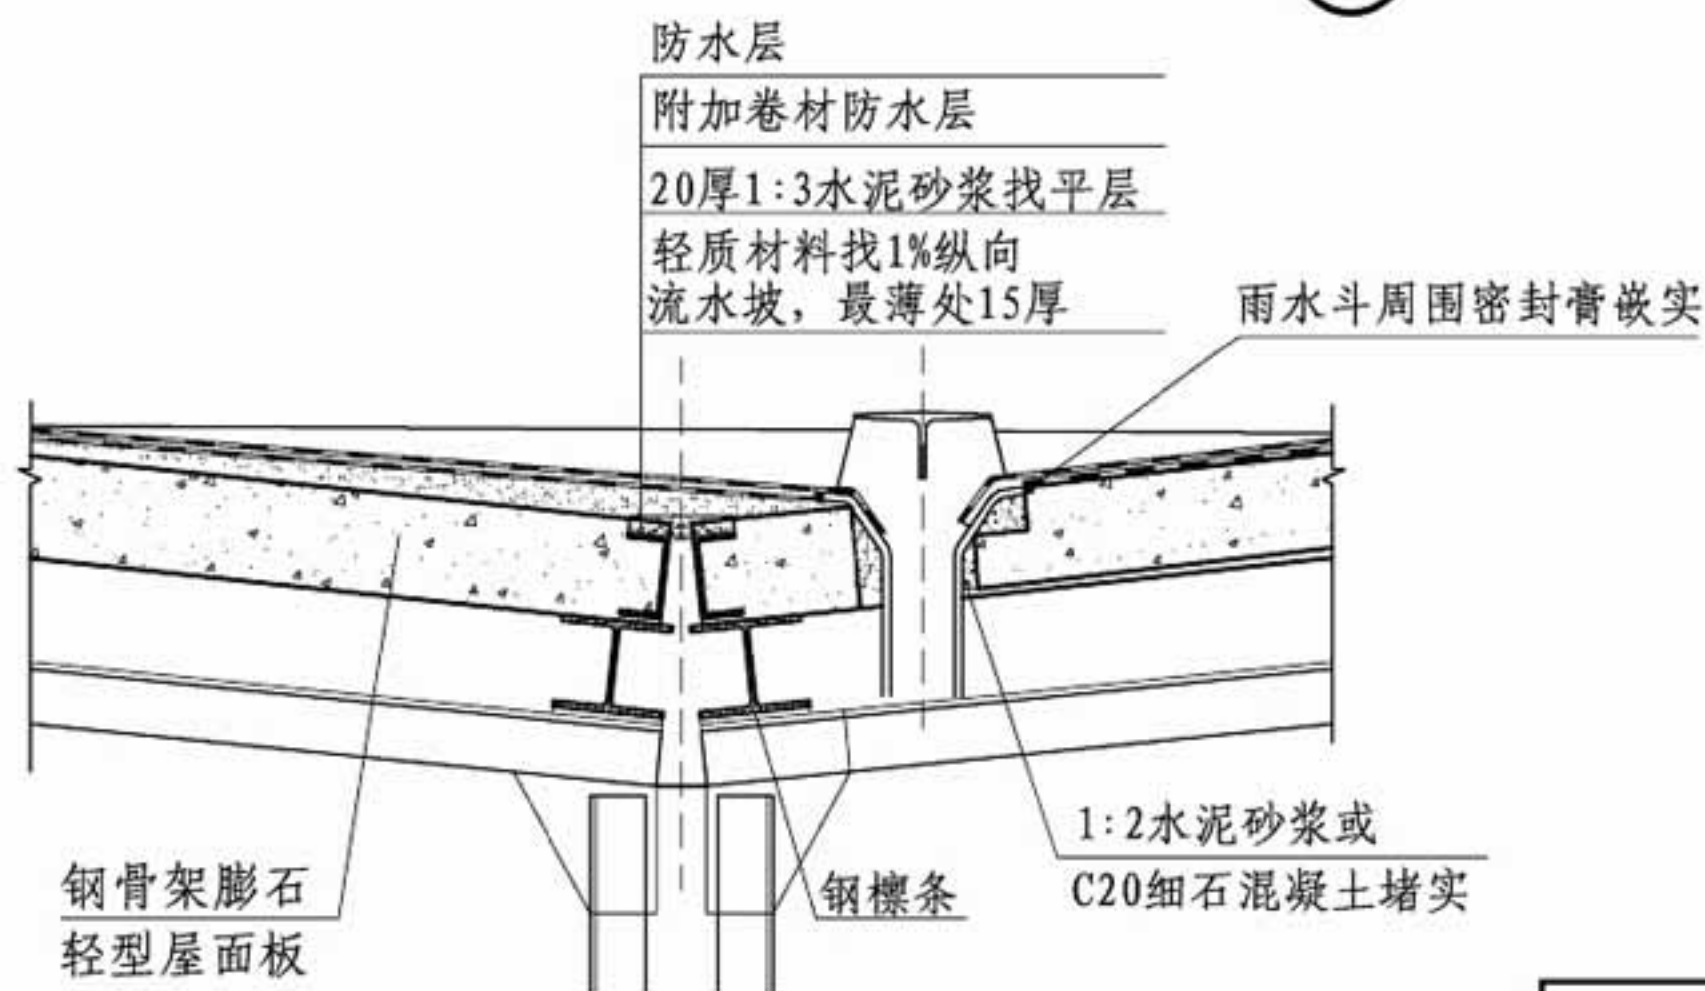 防水层
附加卷材防水层
20厚1:3水泥砂浆找平层
轻质材料找1%纵向
流水坡，最薄处15厚
雨水斗周围密封膏嵌实
钢骨架膨石
轻型屋面板
钢檩条
1:2水泥砂浆或
C20细石混凝土堵实